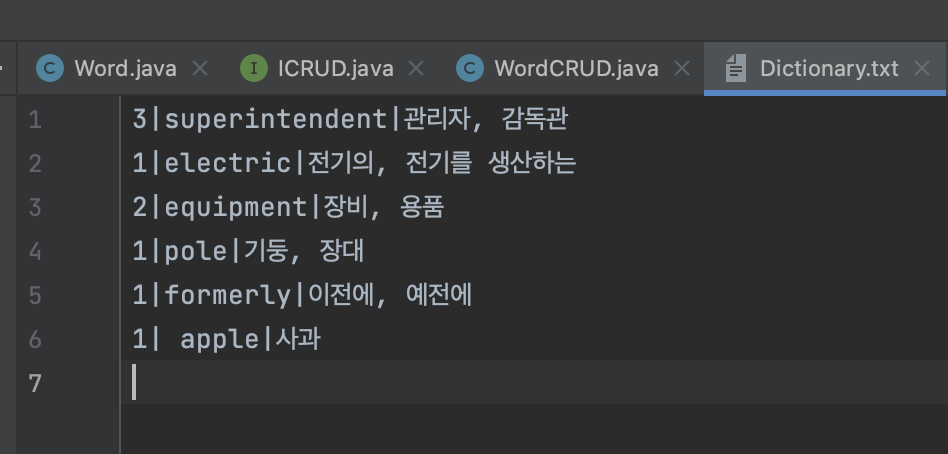 Word.java ICRUD.java WordCRUD.java Dictionary.txt
1 3|superintendent|관리자, 감독관
2 1|electric|전기의, 전기를 생산하는
3 2|equipment|장비, 용품
4 1|pole|기둥, 장대
5 1|formerly|이전에, 예전에
6 1| apple|사과
7